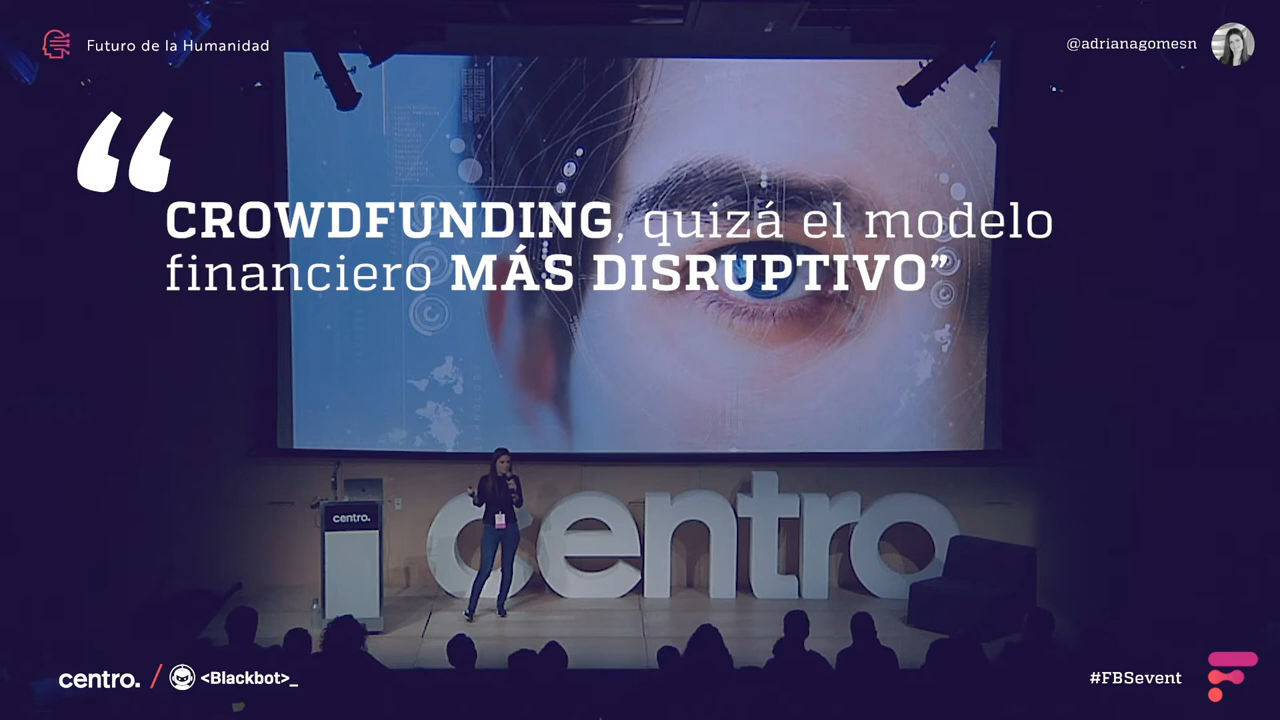 Futuro de la Humanidad
@adrianagomesn
“CROWDFUNDING, quizá el modelo
financiero MÁS DISRUPTIVO”
centro.
centro
centro. / <Blackbot>_
#FBSevent